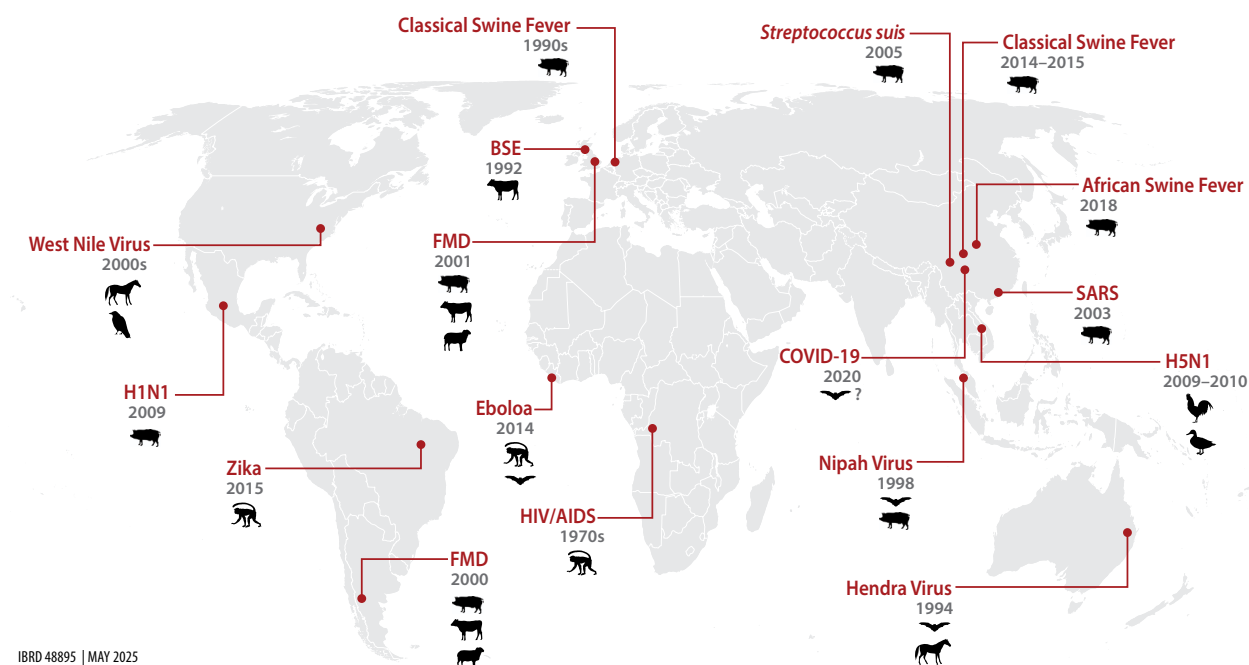 Classical Swine Fever
1990s
Streptococcus suis
2005
Classical Swine Fever
2014–2015
BSE
1992
African Swine Fever
2018
West Nile Virus
2000s
FMD
2001
SARS
2003
COVID-19
2020
?
H5N1
2009–2010
H1N1
2009
Eboloa
2014
Nipah Virus
1998
Zika
2015
HIV/AIDS
1970s
FMD
2000
Hendra Virus
1994
IBRD 48895 | MAY 2025